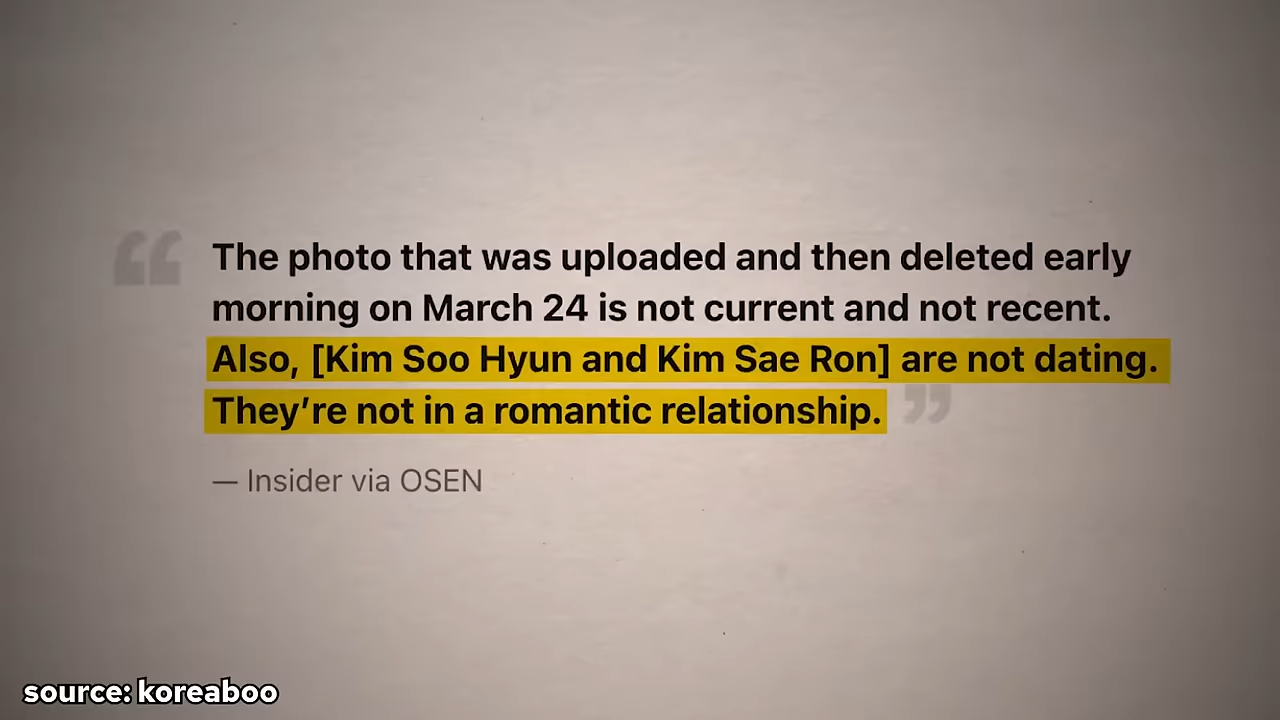 “
The photo that was uploaded and then deleted early
morning on March 24 is not current and not recent.
Also, [Kim Soo Hyun and Kim Sae Ron] are not dating.
They’re not in a romantic relationship.
”
— Insider via OSEN
source: koreaboo